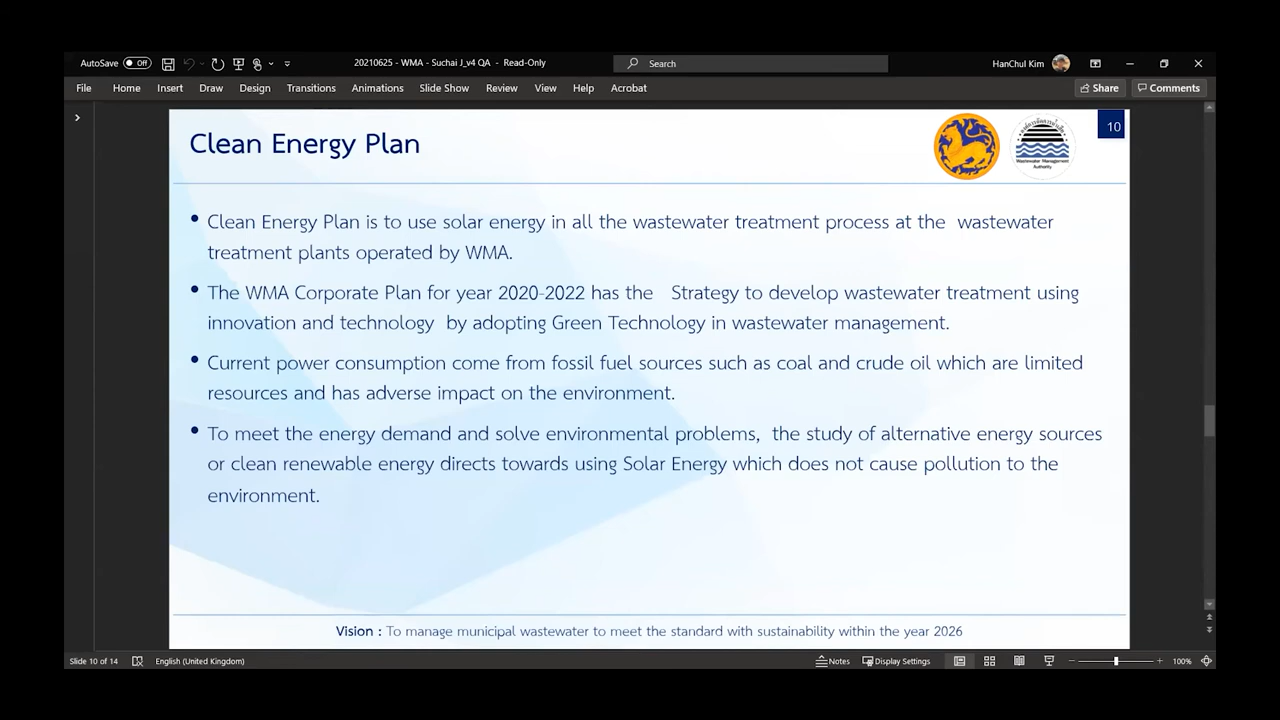 AutoSave Off 20210625 - WMA - Suchai J_v4 QA - Read-Only Search HanChul Kim
File Home Insert Draw Design Transitions Animations Slide Show Review View Help Acrobat Share Comments
Clean Energy Plan
Wastewater Management
Authority
10
• Clean Energy Plan is to use solar energy in all the wastewater treatment process at the wastewater
treatment plants operated by WMA.
• The WMA Corporate Plan for year 2020-2022 has the Strategy to develop wastewater treatment using
innovation and technology by adopting Green Technology in wastewater management.
• Current power consumption come from fossil fuel sources such as coal and crude oil which are limited
resources and has adverse impact on the environment.
• To meet the energy demand and solve environmental problems, the study of alternative energy sources
or clean renewable energy directs towards using Solar Energy which does not cause pollution to the
environment.
Vision : To manage municipal wastewater to meet the standard with sustainability within the year 2026
Slide 10 of 14 English (United Kingdom) Notes Display Settings 100%